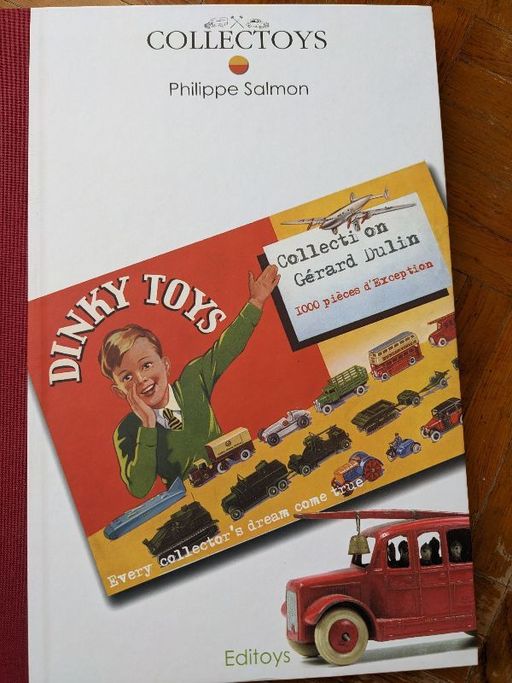 COLLECTOYS
Philippe Salmon
DINKY TOYS
Collection
Gérard Dulin
1000 pièces d'Exception
Every collector's dream come true
Editoys